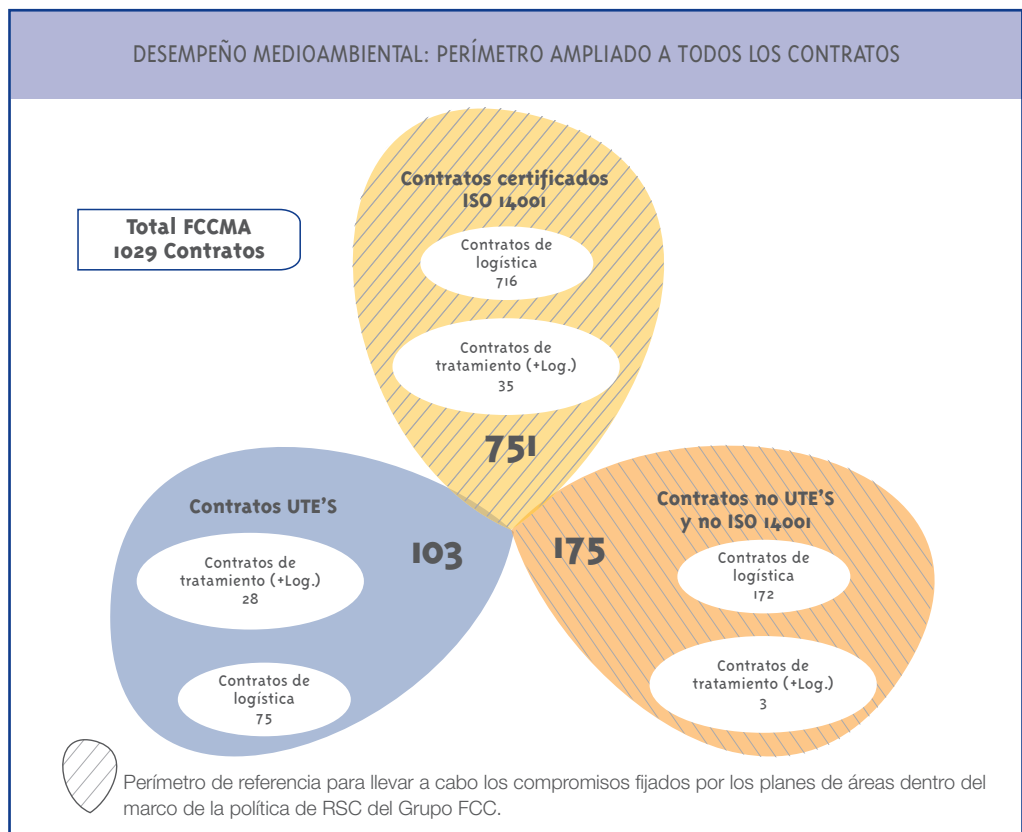 DESEMPEÑO MEDIOAMBIENTAL: PERÍMETRO AMPLIADO A TODOS LOS CONTRATOS
Total FCCMA
1029 Contratos
Contratos certificados
ISO 14001
Contratos de
logística
716
Contratos de
tratamiento (+Log.)
35
751
Contratos UTE'S
103
Contratos de
tratamiento (+Log.)
28
Contratos de
logística
75
Contratos no UTE'S
y no ISO 14001
175
Contratos de
logística
172
Contratos de
tratamiento (+Log.)
3
Perímetro de referencia para llevar a cabo los compromisos fijados por los planes de áreas dentro del
marco de la política de RSC del Grupo FCC.